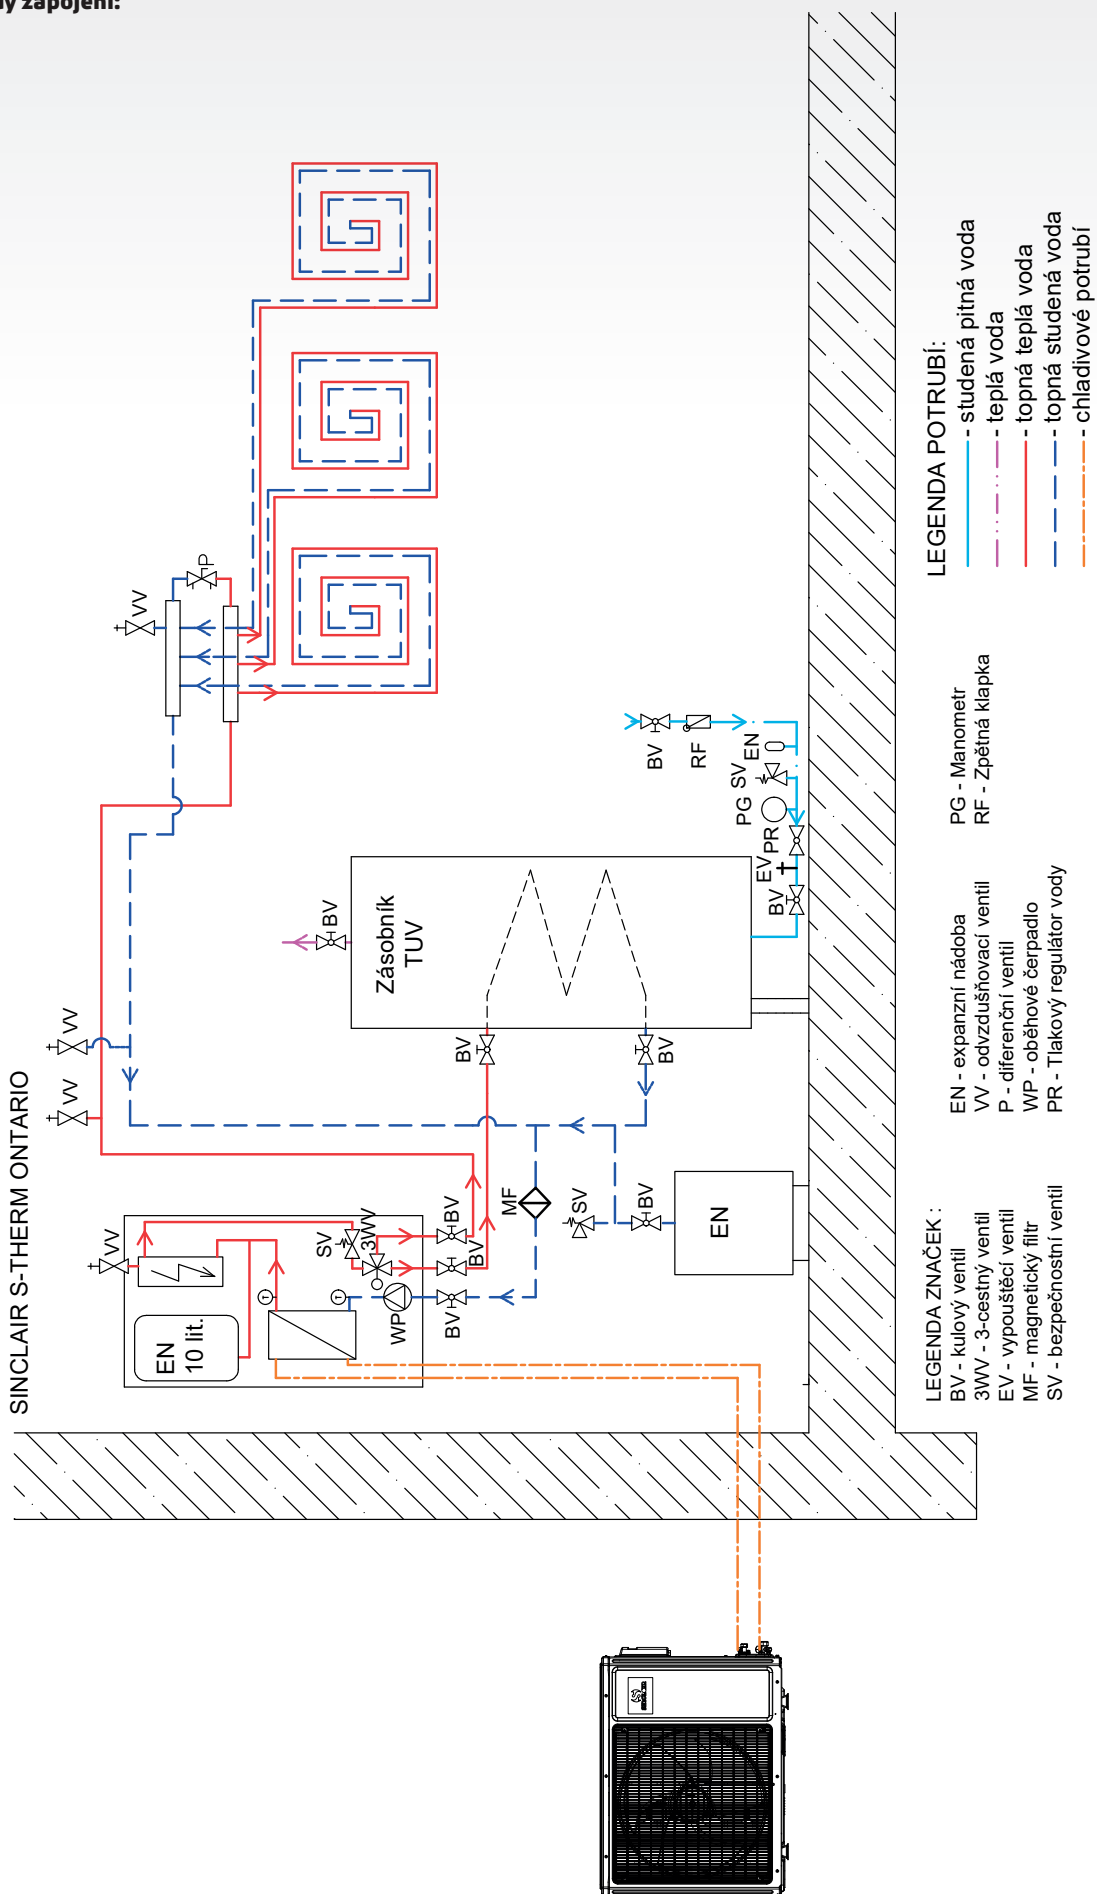 dy zapojení:
SINCLAIR S-THERM ONTARIO
VV
VV
VV
VV
P
EN
10 lit.
SV
3WV
WP
BV
BV
BV
MF
Zásobník
TUV
BV
BV
BV
SV
BV
EN
BV
EV
PR
PG
SV
EN
RF
BV
LEGENDA ZNAČEK :
BV - kulový ventil
3WV - 3-cestný ventil
EV - vypouštěcí ventil
MF - magnetický filtr
SV - bezpečnostní ventil
EN - expanzní nádoba
VV - odvzdušňovací ventil
P - diferenční ventil
WP - oběhové čerpadlo
PR - Tlakový regulátor vody
PG - Manometr
RF - Zpětná klapka
LEGENDA POTRUBÍ:
- studená pitná voda
- teplá voda
- topná teplá voda
- topná studená voda
- chladivové potrubí